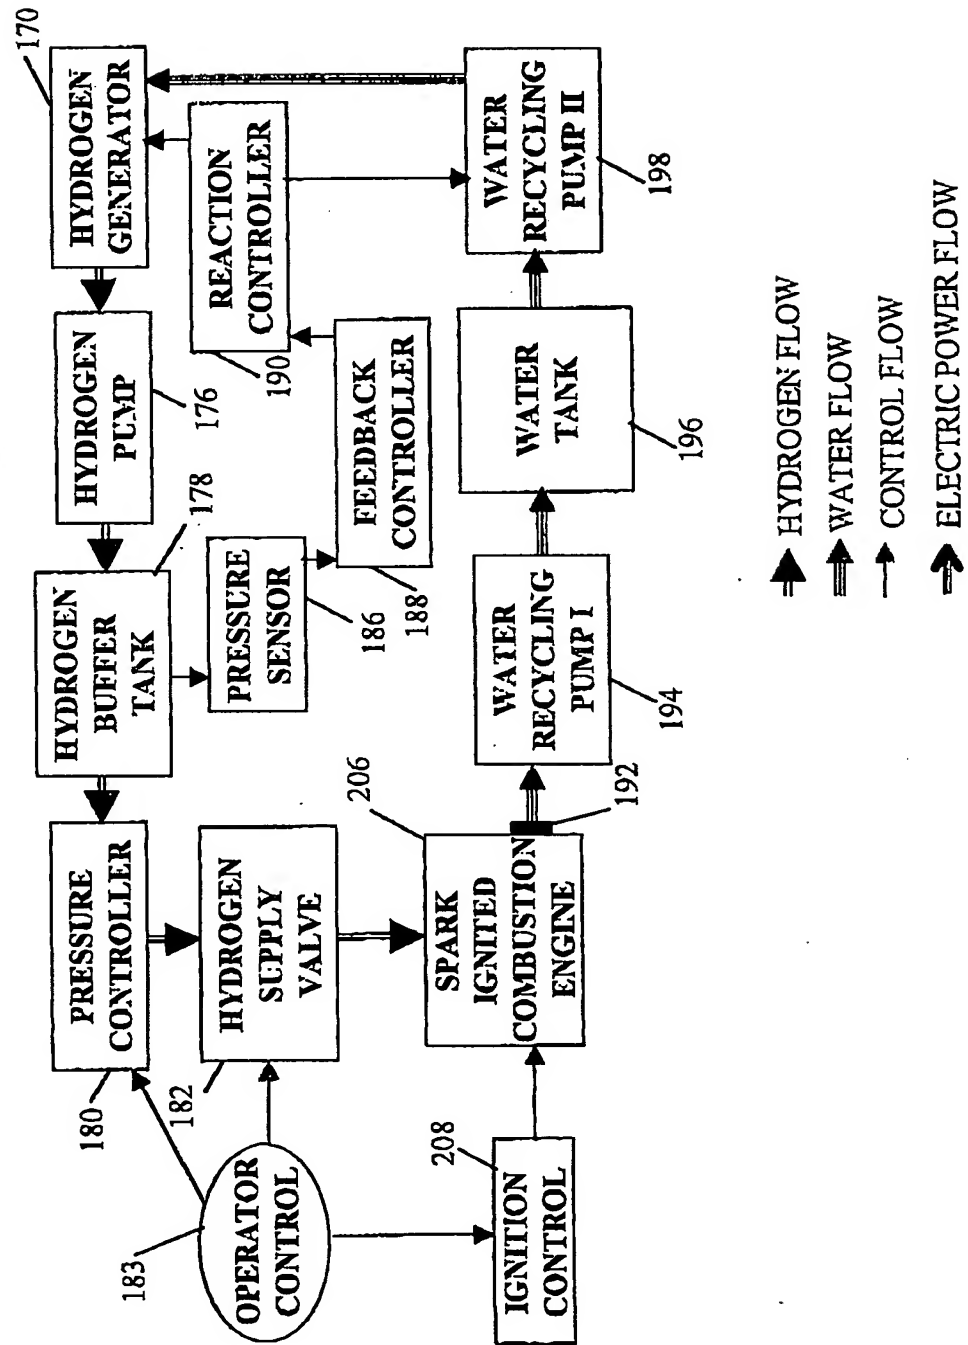 170
HYDROGEN
GENERATOR
HYDROGEN
PUMP
176
HYDROGEN
BUFFER
TANK
178
PRESSURE
CONTROLLER
180
REACTION
CONTROLLER
190
FEEDBACK
CONTROLLER
188
PRESSURE
SENSOR
186
HYDROGEN
SUPPLY
VALVE
182
OPERATOR
CONTROL
183
WATER
RECYCLING
PUMP II
198
WATER
TANK
196
WATER
RECYCLING
PUMP I
194
192
SPARK
IGNITED
COMBUSTION
ENGINE
206
IGNITION
CONTROL
208
HYDROGEN FLOW
WATER FLOW
CONTROL FLOW
ELECTRIC POWER FLOW